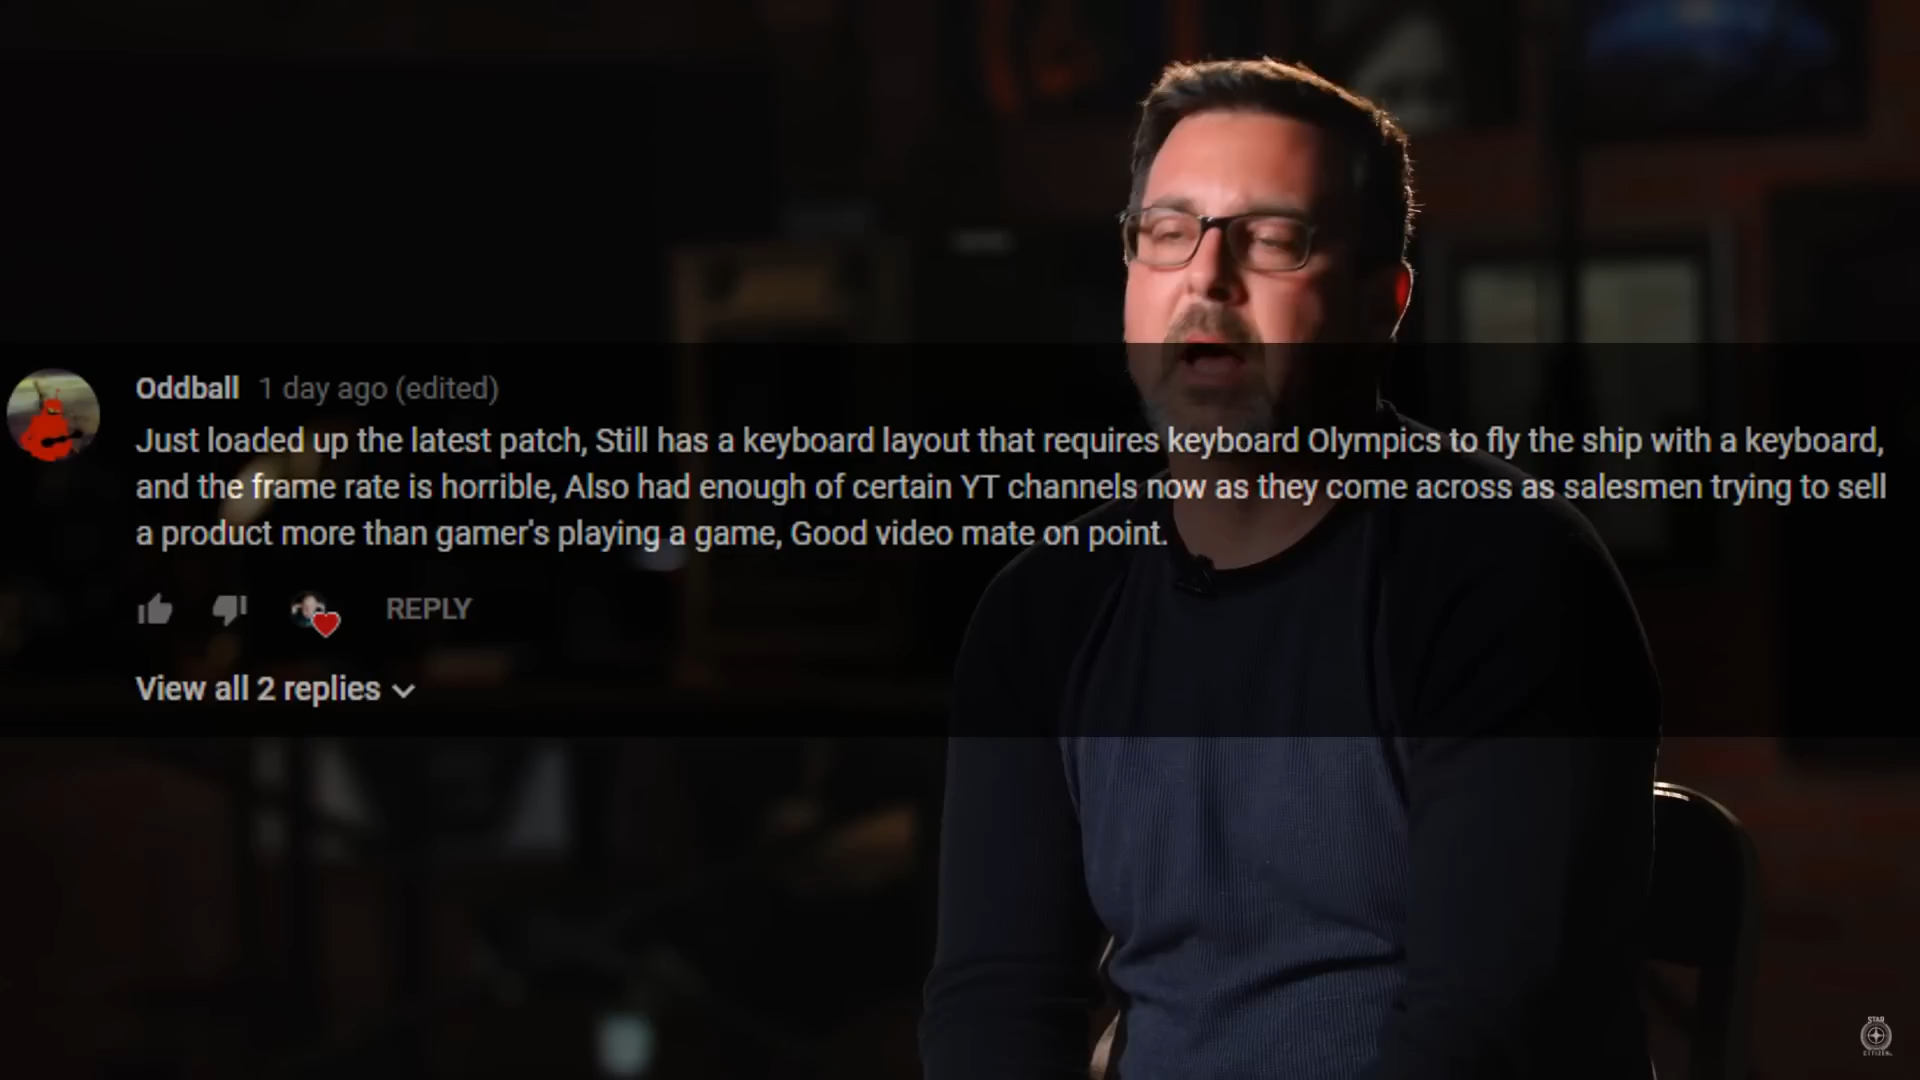 Oddball 1 day ago (edited)
Just loaded up the latest patch, Still has a keyboard layout that requires keyboard Olympics to fly the ship with a keyboard,
and the frame rate is horrible, Also had enough of certain YT channels now as they come across as salesmen trying to sell
a product more than gamer's playing a game, Good video mate on point.
REPLY
View all 2 replies
STAR
CITIZEN